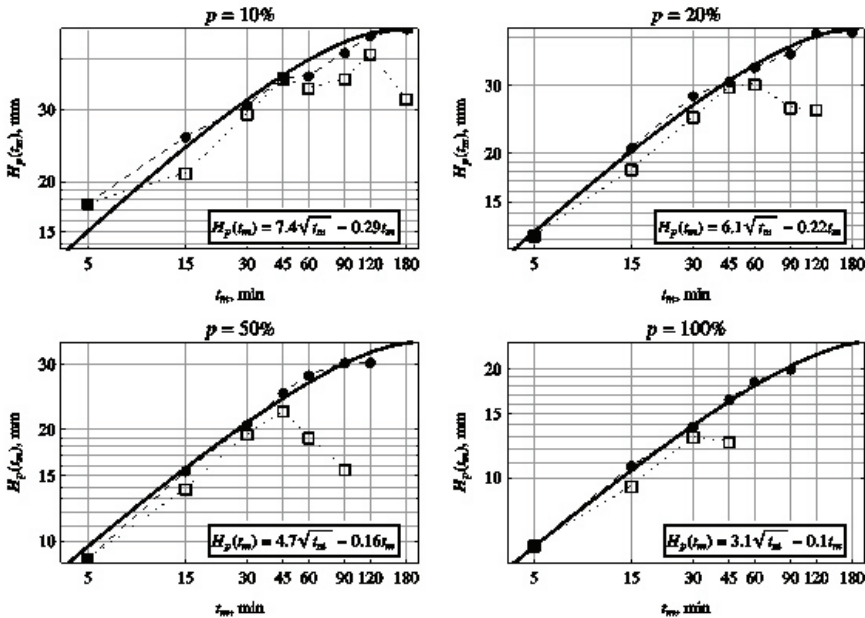 p = 10%
H_p(t_m), mm
30
20
15
H_p(t_m) = 7.4√t_m − 0.29t_m
5 15 30 45 60 90 120 180
t_m, min
p = 20%
H_p(t_m), mm
30
20
15
H_p(t_m) = 6.1√t_m − 0.22t_m
5 15 30 45 60 90 120 180
t_m, min
p = 50%
H_p(t_m), mm
30
20
15
10
H_p(t_m) = 4.7√t_m − 0.16t_m
5 15 30 45 60 90 120 180
t_m, min
p = 100%
H_p(t_m), mm
20
15
10
H_p(t_m) = 3.1√t_m − 0.1t_m
5 15 30 45 60 90 120 180
t_m, min